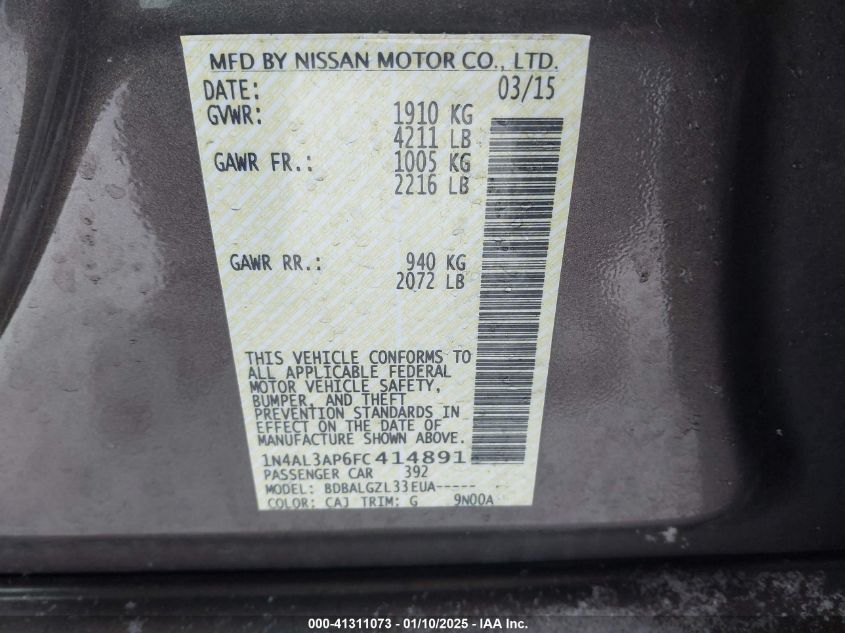 MFD BY NISSAN MOTOR CO., LTD.
DATE: 03/15
GVWR: 1910 KG
4211 LB
GAWR FR.: 1005 KG
2216 LB
GAWR RR.: 940 KG
2072 LB
THIS VEHICLE CONFORMS TO
ALL APPLICABLE FEDERAL
MOTOR VEHICLE SAFETY,
BUMPER, AND THEFT
PREVENTION STANDARDS IN
EFFECT ON THE DATE OF
MANUFACTURE SHOWN ABOVE.
1N4AL3AP6FC414891
PASSENGER CAR 392
MODEL: BDBALGZL33EUA-----
COLOR: CAJ TRIM: G 9N00A
000-41311073 - 01/10/2025 - IAA Inc.